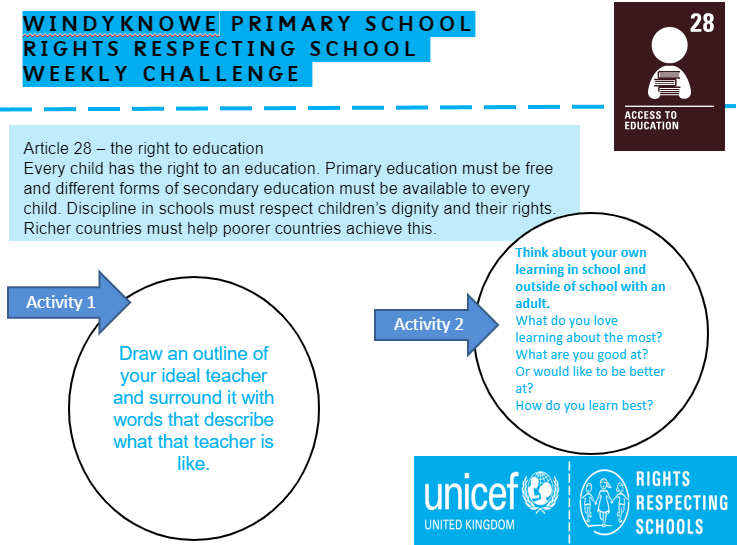 WINDYKNOWE PRIMARY SCHOOL
RIGHTS RESPECTING SCHOOL
WEEKLY CHALLENGE
28
ACCESS TO
EDUCATION
Article 28 – the right to education
Every child has the right to an education. Primary education must be free
and different forms of secondary education must be available to every
child. Discipline in schools must respect children’s dignity and their rights.
Richer countries must help poorer countries achieve this.
Activity 1
Draw an outline of
your ideal teacher
and surround it with
words that describe
what that teacher is
like.
Activity 2
Think about your own
learning in school and
outside of school with an
adult.
What do you love
learning about the most?
What are you good at?
Or would like to be better
at?
How do you learn best?
unicef
UNITED KINGDOM
RIGHTS
RESPECTING
SCHOOLS